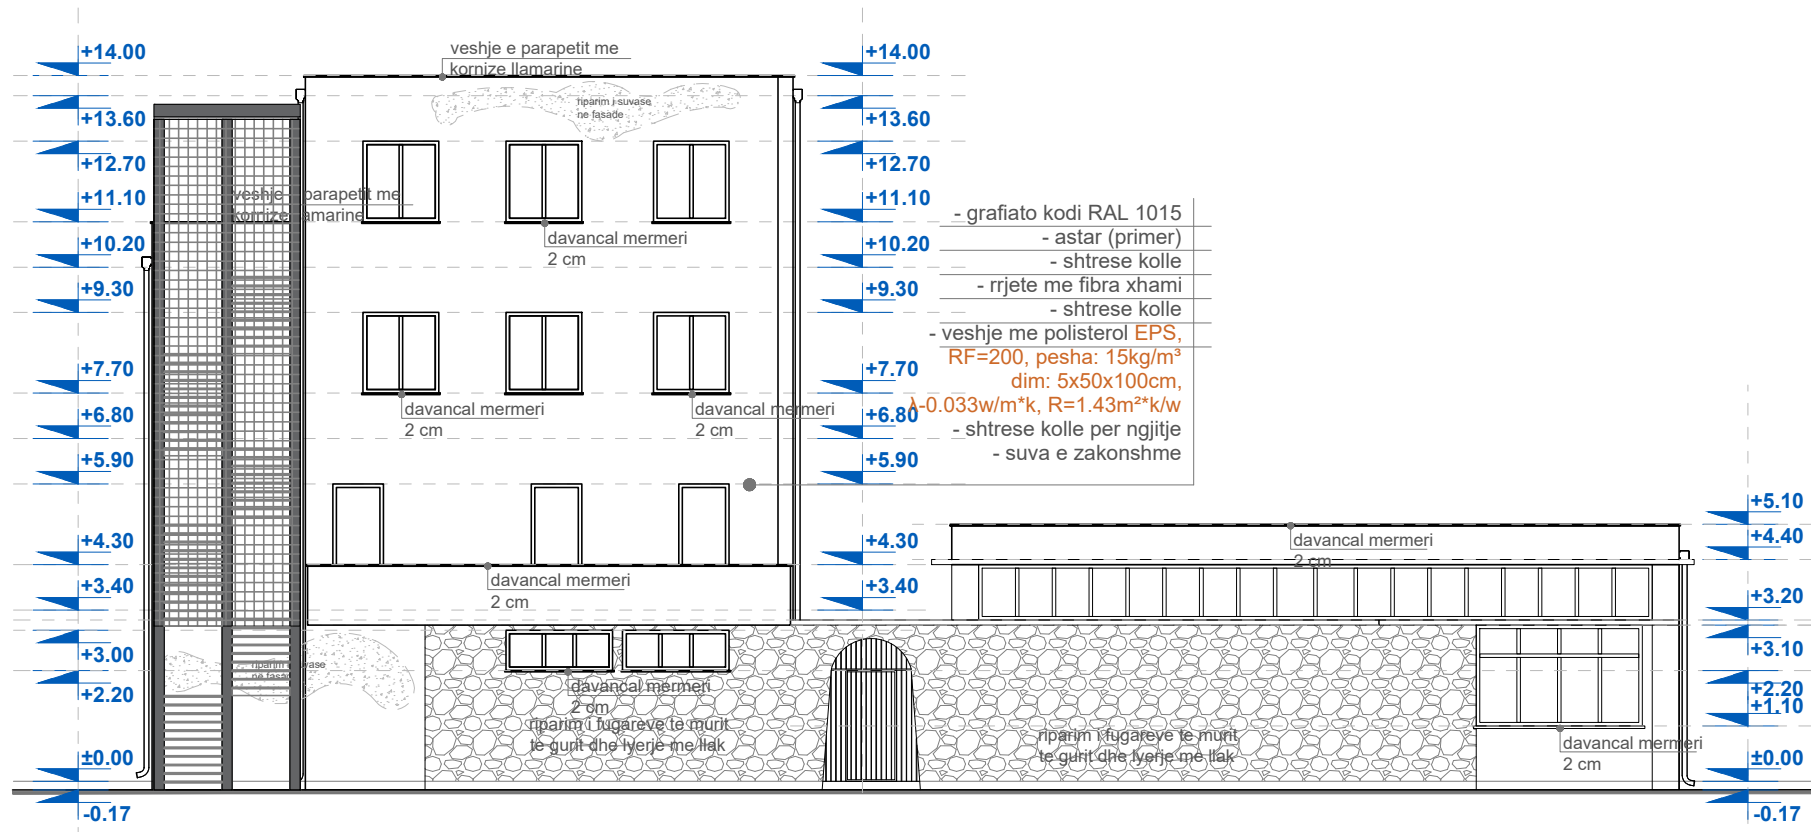 +14.00
+13.60
+12.70
+11.10
+10.20
+9.30
+7.70
+6.80
+5.90
+4.30
+3.40
+3.00
+2.20
±0.00
-0.17
veshje e parapetit me
kornize llamarine
riparim i suvase
ne fasade
veshje parapetit me
kornize amarine
davancal mermeri
2 cm
davancal mermeri
2 cm
davancal mermeri
2 cm
davancal mermeri
2 cm
riparim i vase
ne fasad
davancal mermeri
2 cm
riparim i fugareve te murit
te gurit dhe lyerje me llak
+14.00
+13.60
+12.70
+11.10
+10.20
+9.30
+7.70
+6.80
+5.90
+4.30
+3.40
- grafiato kodi RAL 1015
- astar (primer)
- shtrese kolle
- rrjete me fibra xhami
- shtrese kolle
- veshje me polisterol EPS,
RF=200, pesha: 15kg/m³
dim: 5x50x100cm,
λ-0.033w/m*k, R=1.43m²*k/w
- shtrese kolle per ngjitje
- suva e zakonshme
davancal mermeri
2 cm
riparim i fugareve te murit
te gurit dhe lyerje me llak
davancal mermeri
2 cm
+5.10
+4.40
+3.20
+3.10
+2.20
+1.10
±0.00
-0.17